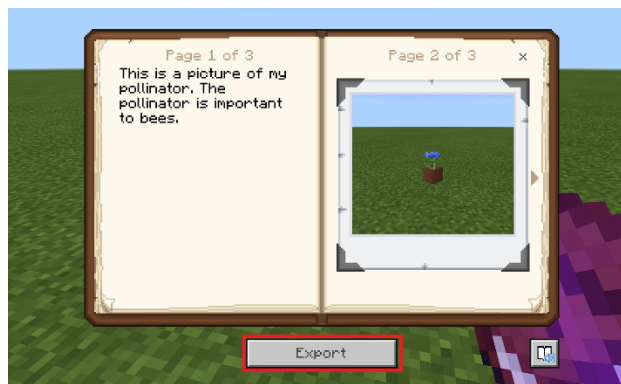 Page 1 of 3
This is a picture of my
pollinator. The
pollinator is important
to bees.
Page 2 of 3
x
Export